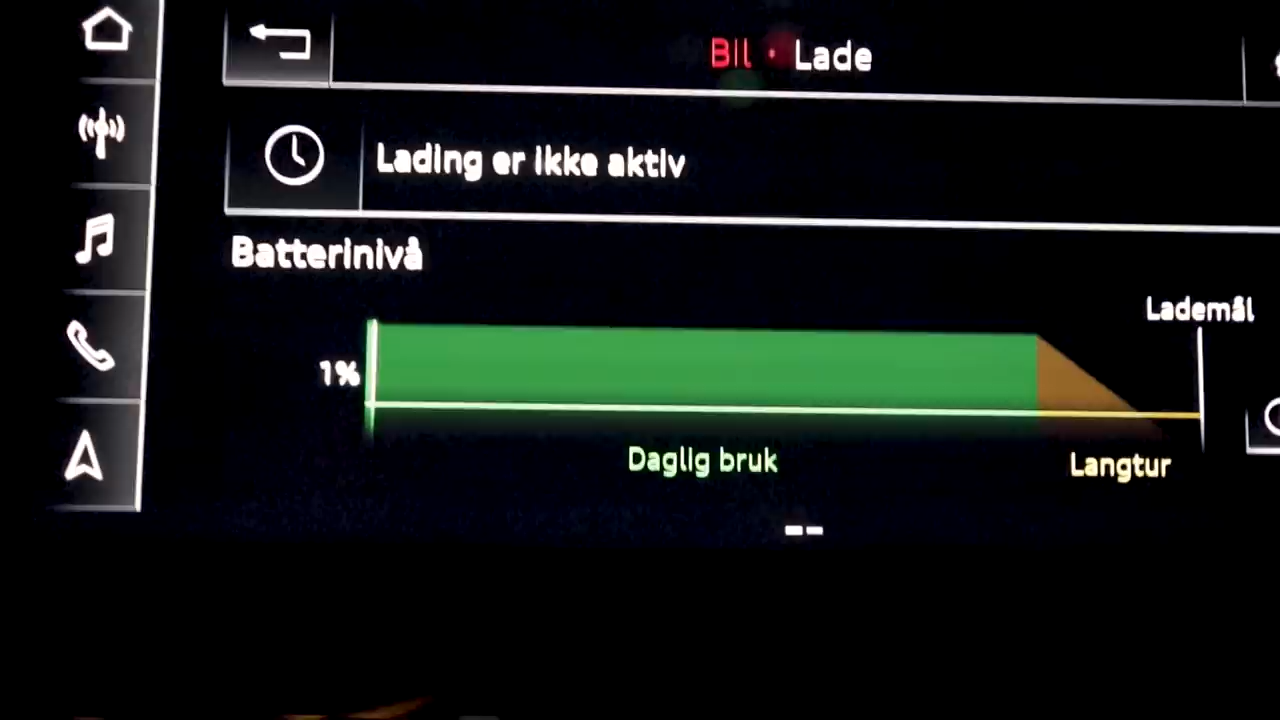 Bil · Lade
Lading er ikke aktiv
Batterinivå
Lademål
1%
Daglig bruk
Langtur
--